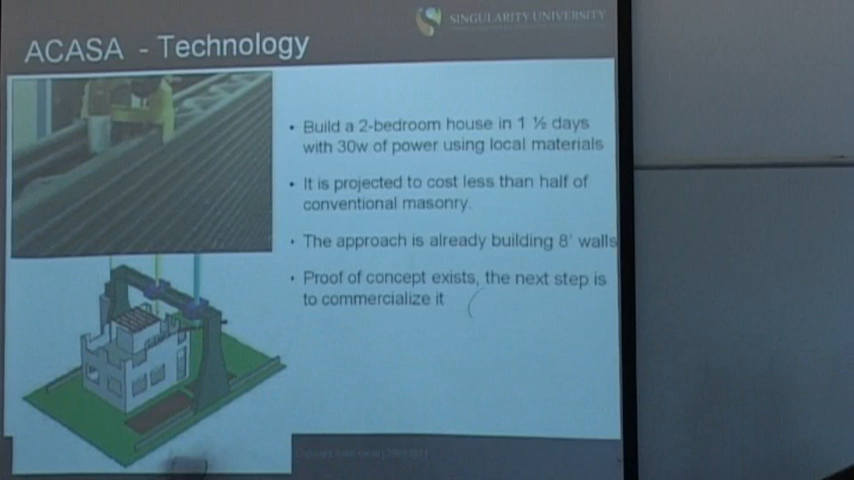 SINGULARITY UNIVERSITY
ACASA - Technology
• Build a 2-bedroom house in 1 ½ days
with 30w of power using local materials
• It is projected to cost less than half of
conventional masonry.
• The approach is already building 8' walls
• Proof of concept exists, the next step is
to commercialize it